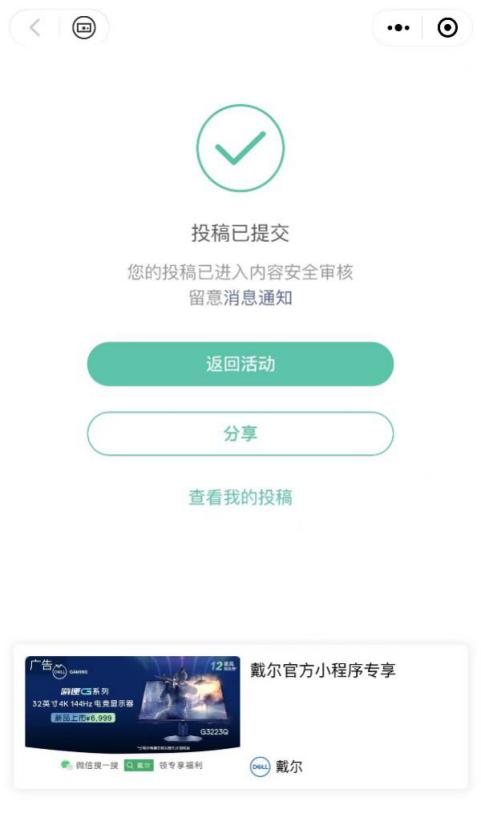 投稿已提交
您的投稿已进入内容安全审核
留意消息通知
返回活动
分享
查看我的投稿
广告
DELL GAMING
游匣G系列
32英寸4K 144Hz 电竞显示器
新品上市¥6,999
12
G3223Q
微信搜一搜 戴尔 领专享福利
戴尔官方小程序专享
DELL 戴尔